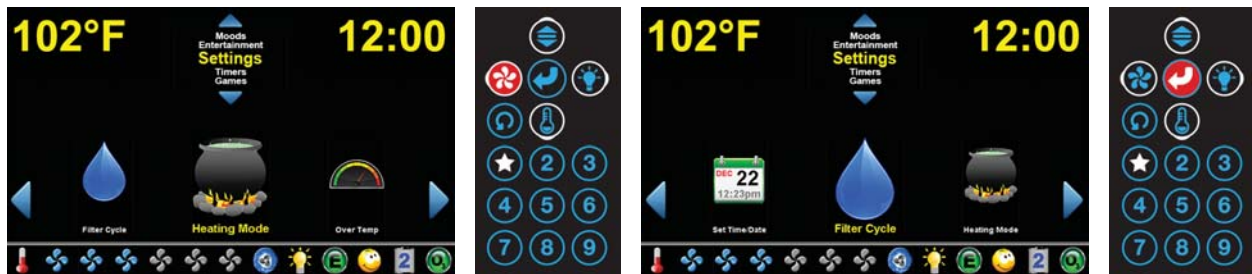 102°F
Moods
Entertainment
Settings
Timers
Games
12:00
Filter Cycle
Heating Mode
Over Temp
E
2
2 3
4 5 6
7 8 9
102°F
Moods
Entertainment
Settings
Timers
Games
12:00
DEC 22
12:23pm
Set Time/Date
Filter Cycle
Heating Mode
E
2
2 3
4 5 6
7 8 9